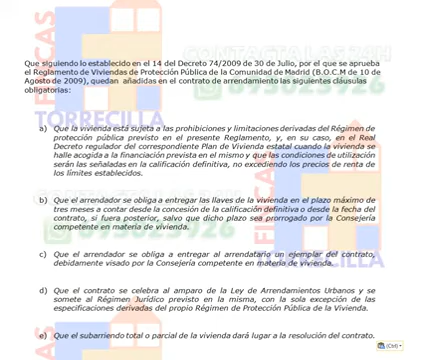 CONTACTA LAS 24H
Que siguiendo lo establecido en el 14 del Decreto 74/2009 de 30 de Julio, por el que se aprueba
el Reglamento de Viviendas de Protección Pública de la Comunidad de Madrid (B.O.C.M de 10 de
Agosto de 2009), quedan añadidas en el contrato de arrendamiento las siguientes cláusulas
obligatorias:
FINCAS
TORRECILLA
a) Que la vivienda está sujeta a las prohibiciones y limitaciones derivadas del Régimen de
protección pública previsto en el presente Reglamento, y, en su caso, en el Real
Decreto regulador del correspondiente Plan de Vivienda estatal cuando la vivienda se
halle acogida a la financiación prevista en el mismo y que las condiciones de utilización
serán las señaladas en la calificación definitiva, no excediendo los precios de renta de
los límites establecidos.
b) Que el arrendador se obliga a entregar las llaves de la vivienda en el plazo máximo de
tres meses a contar desde la concesión de la calificación definitiva o desde la fecha del
contrato, si fuera posterior, salvo que dicho plazo sea prorrogado por la Consejería
competente en materia de vivienda.
c) Que el arrendador se obliga a entregar al arrendatario un ejemplar del contrato,
debidamente visado por la Consejería competente en materia de vivienda.
d) Que el contrato se celebra al amparo de la Ley de Arrendamientos Urbanos y se
somete al Régimen Jurídico previsto en la misma, con la sola excepción de las
especificaciones derivadas del propio Régimen de Protección Pública de la Vivienda.
e) Que el subarriendo total o parcial de la vivienda dará lugar a la resolución del contrato.
(Ctrl)